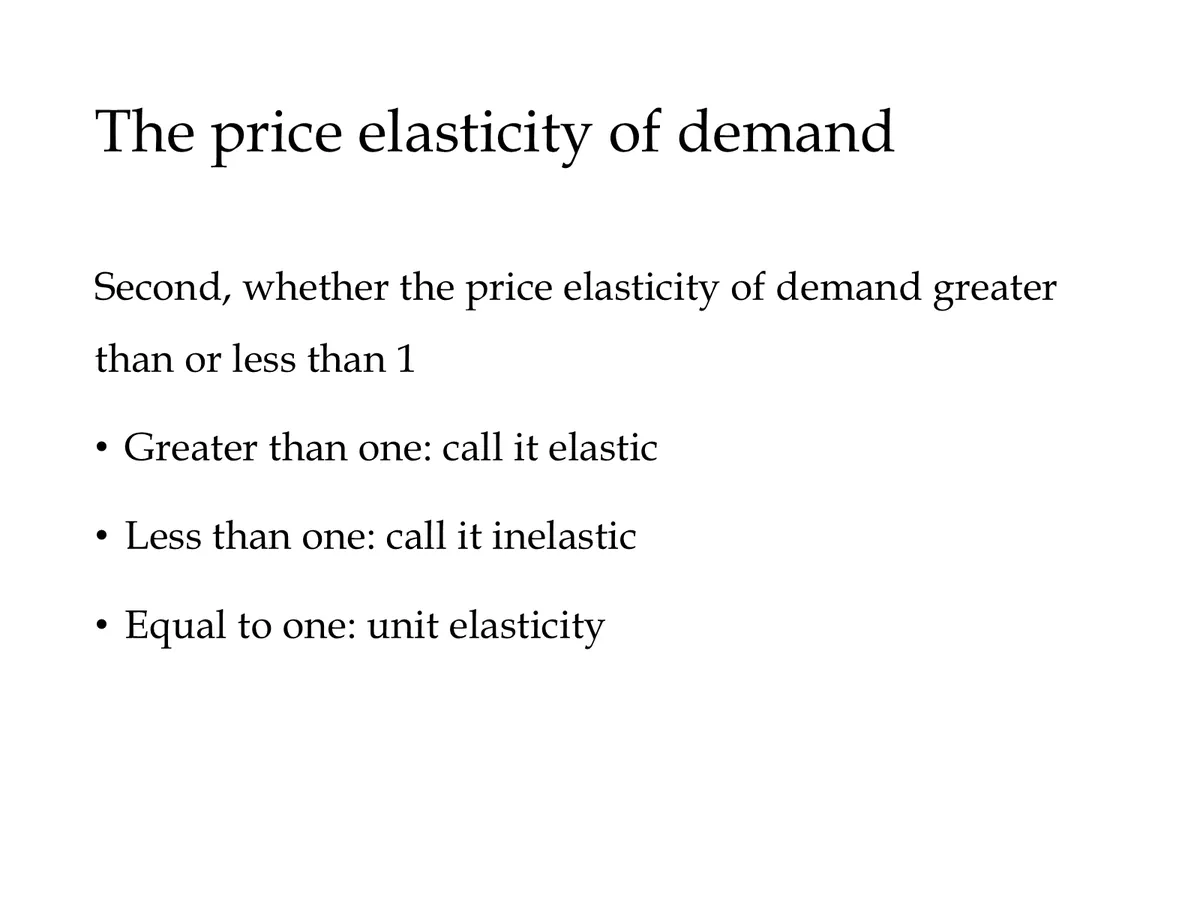 The price elasticity of demand
Second, whether the price elasticity of demand greater
than or less than 1
• Greater than one: call it elastic
• Less than one: call it inelastic
• Equal to one: unit elasticity